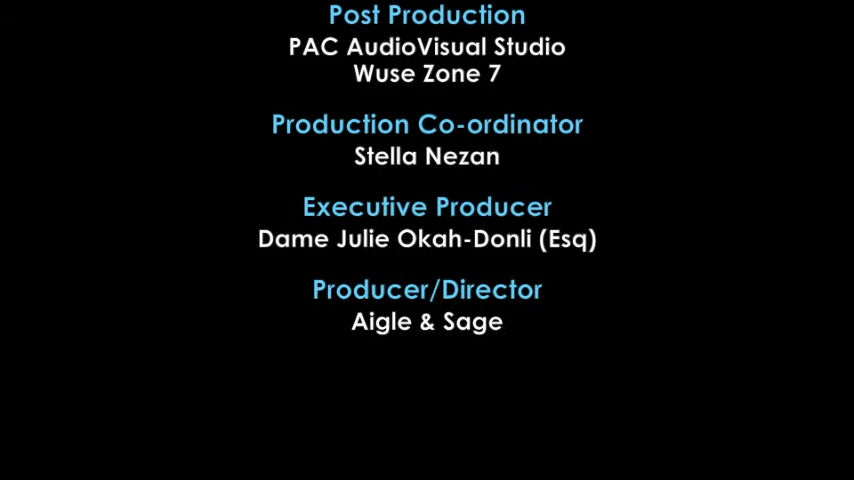 Post Production
PAC AudioVisual Studio
Wuse Zone 7
Production Co-ordinator
Stella Nezan
Executive Producer
Dame Julie Okah-Donli (Esq)
Producer/Director
Aigle & Sage